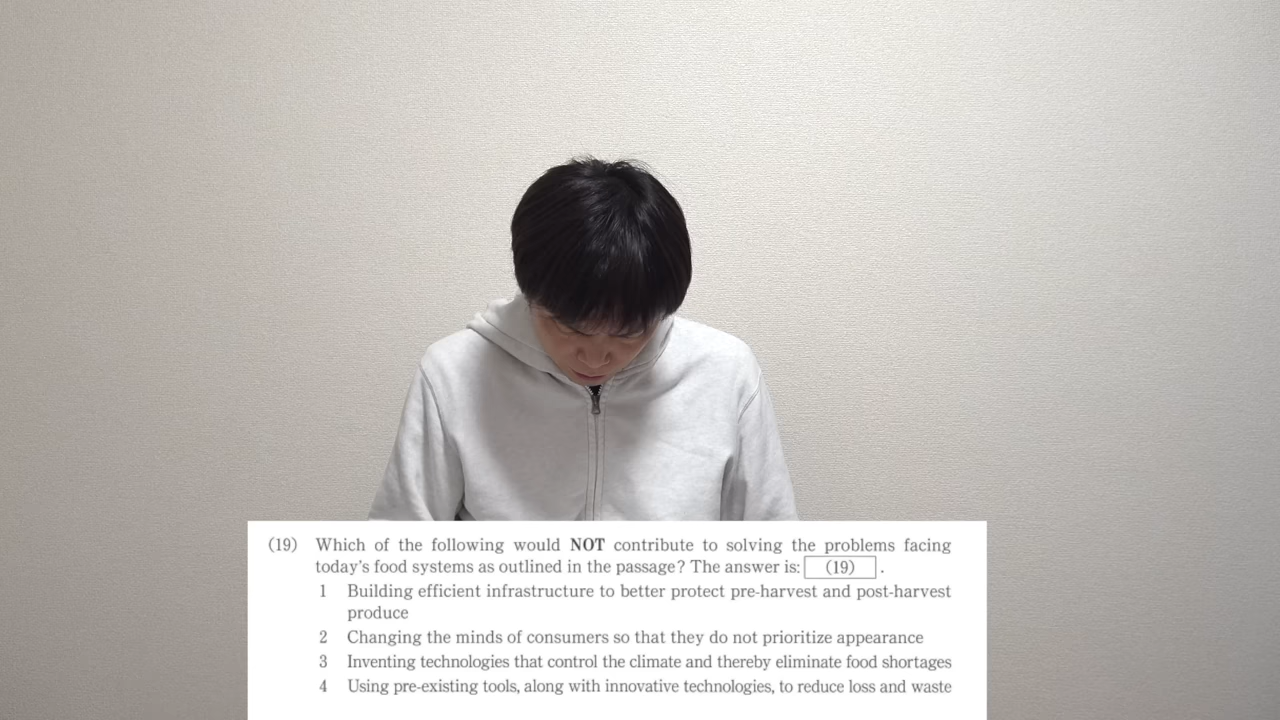 (19) Which of the following would NOT contribute to solving the problems facing
today's food systems as outlined in the passage? The answer is: (19) .
1 Building efficient infrastructure to better protect pre-harvest and post-harvest
produce
2 Changing the minds of consumers so that they do not prioritize appearance
3 Inventing technologies that control the climate and thereby eliminate food shortages
4 Using pre-existing tools, along with innovative technologies, to reduce loss and waste